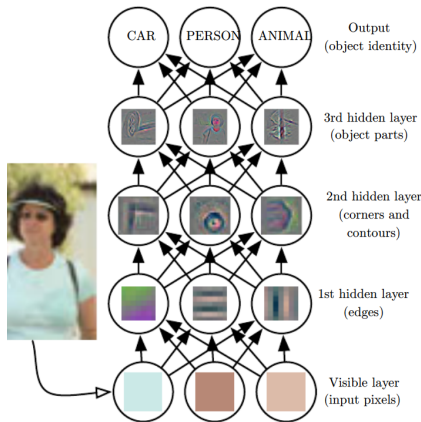 CAR PERSON ANIMAL
Output
(object identity)
3rd hidden layer
(object parts)
2nd hidden layer
(corners and
contours)
1st hidden layer
(edges)
Visible layer
(input pixels)